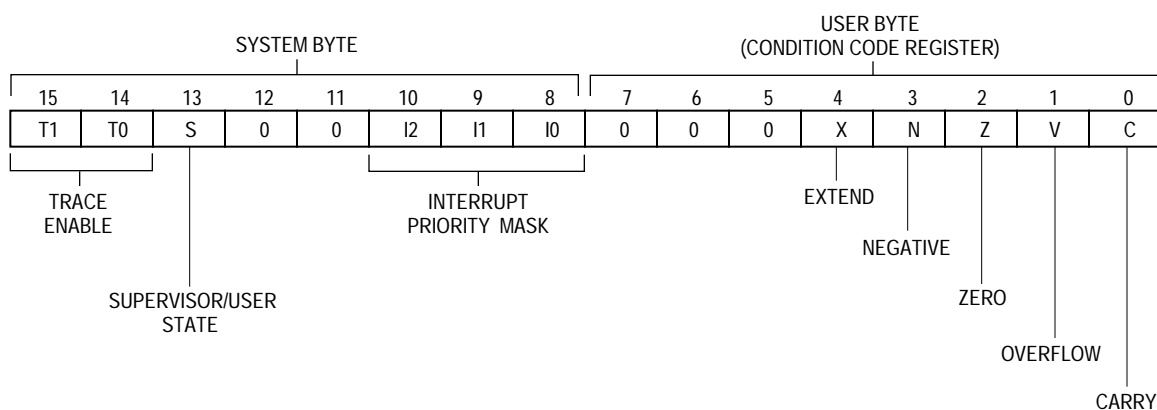 USER BYTE
SYSTEM BYTE (CONDITION CODE REGISTER)
15 14 13 12 11 10 9 8 7 6 5 4 3 2 1 0
T1 T0 S 0 0 I2 I1 I0 0 0 0 X N Z V C
TRACE INTERRUPT EXTEND
ENABLE PRIORITY MASK
NEGATIVE
SUPERVISOR/USER ZERO
STATE
OVERFLOW
CARRY